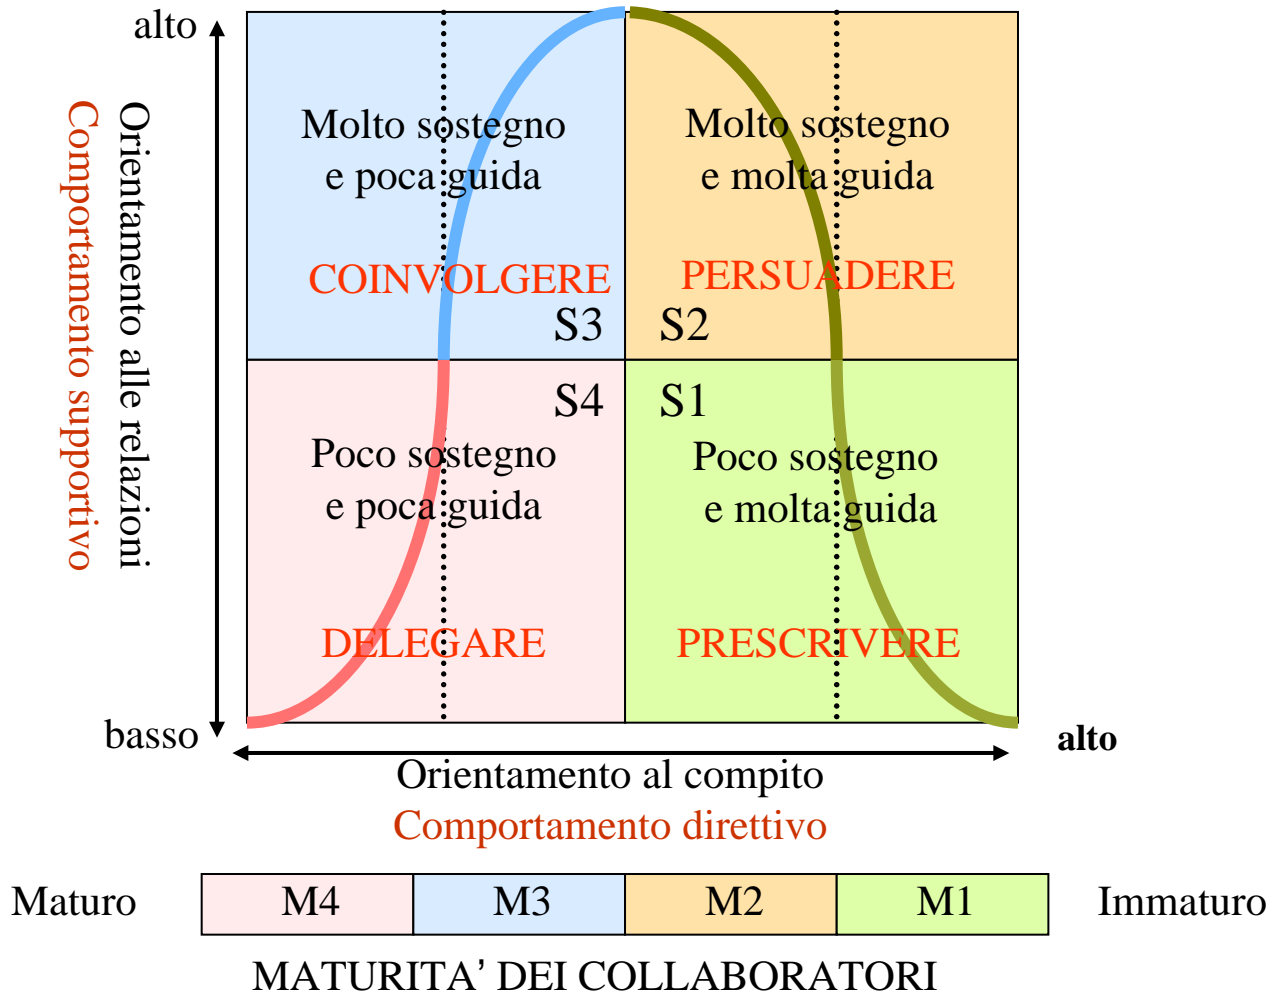 alto
Orientamento alle relazioni
Comportamento supportivo
Molto sostegno
e poca guida
COINVOLGERE
S3
Molto sostegno
e molta guida
PERSUADERE
S2
S4
Poco sostegno
e poca guida
DELEGARE
S1
Poco sostegno
e molta guida
PRESCRIVERE
basso
alto
Orientamento al compito
Comportamento direttivo
Maturo
M4
M3
M2
M1
Immaturo
MATURITA’ DEI COLLABORATORI